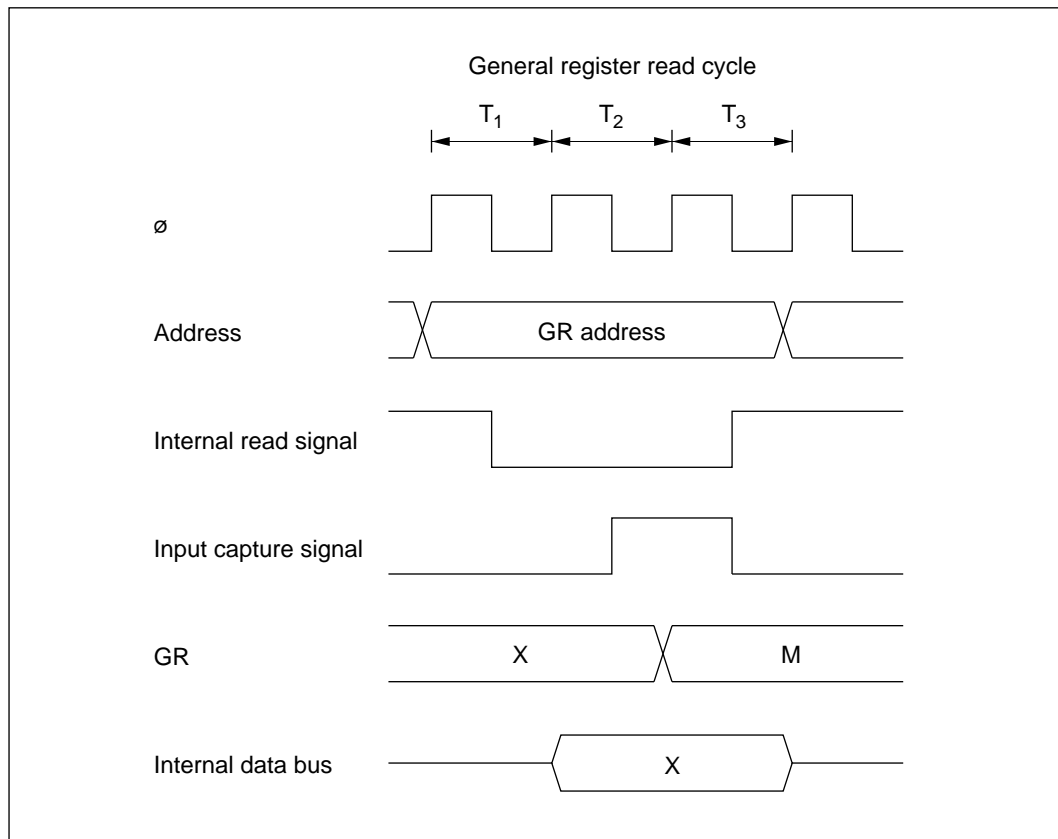 General register read cycle
T₁ T₂ T₃
ø
Address
GR address
Internal read signal
Input capture signal
GR
X
M
Internal data bus
X